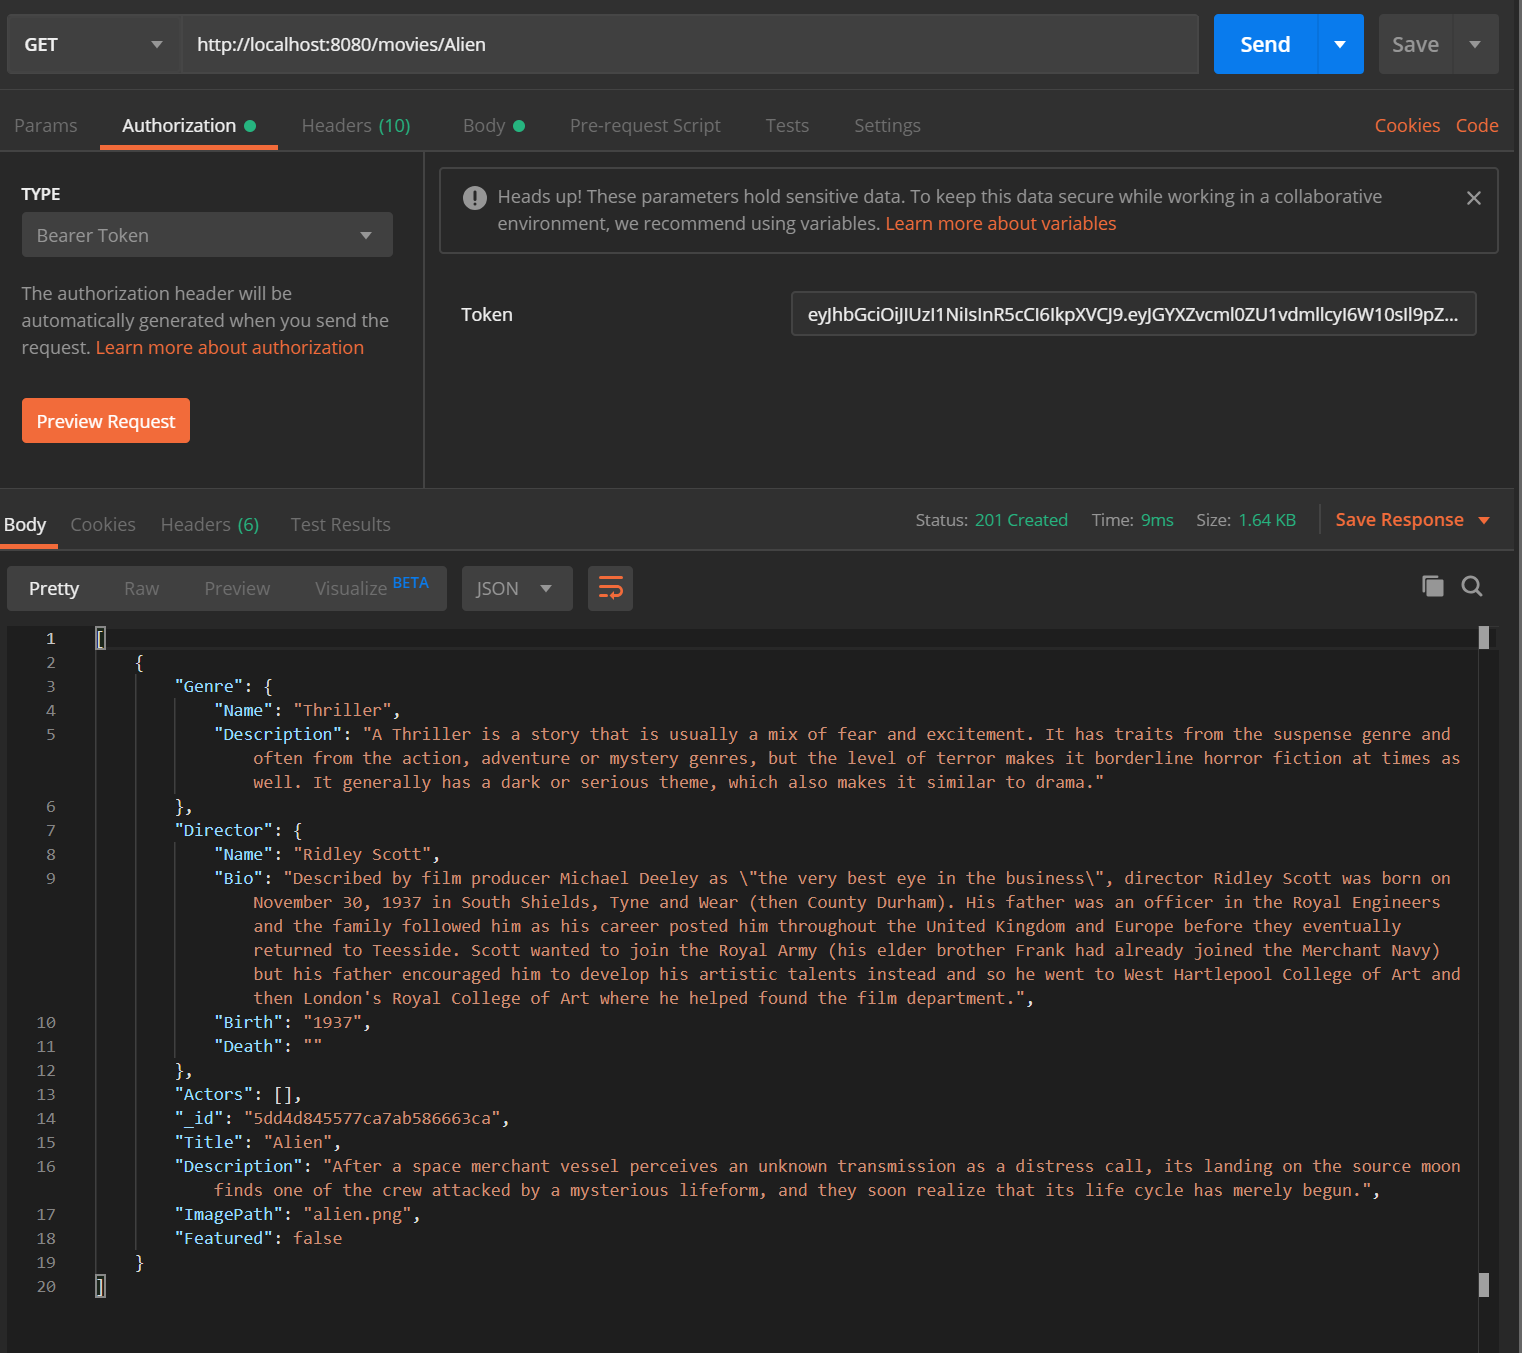 GET http://localhost:8080/movies/Alien Send Save
Params Authorization Headers (10) Body Pre-request Script Tests Settings Cookies Code
TYPE
Bearer Token
The authorization header will be
automatically generated when you send the
request. Learn more about authorization
Preview Request
Heads up! These parameters hold sensitive data. To keep this data secure while working in a collaborative
environment, we recommend using variables. Learn more about variables
Token eyJhbGciOiJIUzI1NiIsInR5cCI6IkpXVCJ9.eyJGYXZvcml0ZU1vdmllcyI6W10sIl9pZ...
Body Cookies Headers (6) Test Results Status: 201 Created Time: 9ms Size: 1.64 KB Save Response
Pretty Raw Preview Visualize BETA JSON
1 [
2 {
3 "Genre": {
4 "Name": "Thriller",
5 "Description": "A Thriller is a story that is usually a mix of fear and excitement. It has traits from the suspense genre and
often from the action, adventure or mystery genres, but the level of terror makes it borderline horror fiction at times as
well. It generally has a dark or serious theme, which also makes it similar to drama."
6 },
7 "Director": {
8 "Name": "Ridley Scott",
9 "Bio": "Described by film producer Michael Deeley as \"the very best eye in the business\", director Ridley Scott was born on
November 30, 1937 in South Shields, Tyne and Wear (then County Durham). His father was an officer in the Royal Engineers
and the family followed him as his career posted him throughout the United Kingdom and Europe before they eventually
returned to Teesside. Scott wanted to join the Royal Army (his elder brother Frank had already joined the Merchant Navy)
but his father encouraged him to develop his artistic talents instead and so he went to West Hartlepool College of Art and
then London's Royal College of Art where he helped found the film department.",
10 "Birth": "1937",
11 "Death": ""
12 },
13 "Actors": [],
14 "_id": "5dd4d845577ca7ab586663ca",
15 "Title": "Alien",
16 "Description": "After a space merchant vessel perceives an unknown transmission as a distress call, its landing on the source moon
finds one of the crew attacked by a mysterious lifeform, and they soon realize that its life cycle has merely begun.",
17 "ImagePath": "alien.png",
18 "Featured": false
19 }
20 ]